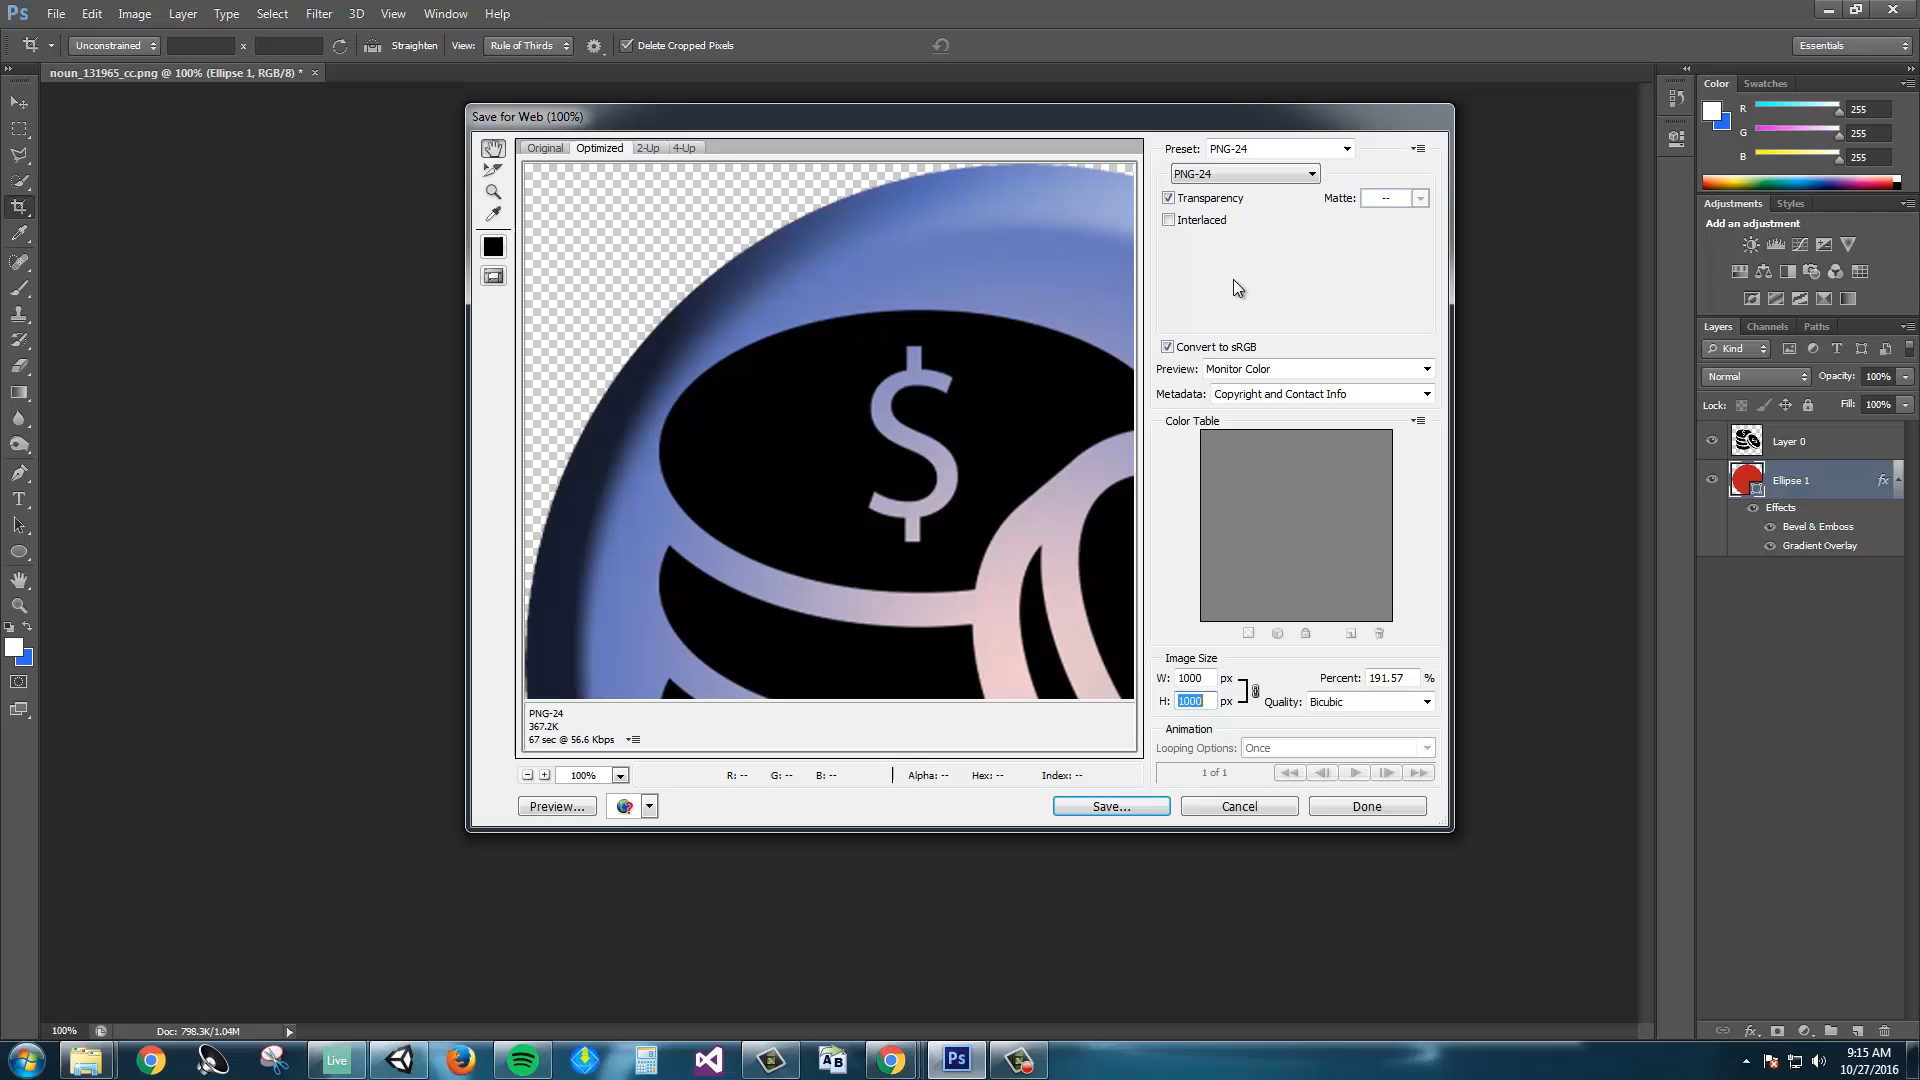 Ps File Edit Image Layer Type Select Filter 3D View Window Help
Unconstrained x Straighten View: Rule of Thirds Delete Cropped Pixels Essentials
noun_131965_cc.png @ 100% (Ellipse 1, RGB/8) * ×
Save for Web (100%)
Original Optimized 2-Up 4-Up
Preset: PNG-24
PNG-24
Transparency Matte: --
Interlaced
Convert to sRGB
Preview: Monitor Color
Metadata: Copyright and Contact Info
Color Table
Image Size
W: 1000 px Percent: 191.57 %
H: 1000 px Quality: Bicubic
Animation
Looping Options: Once
1 of 1
$
PNG-24
367.2K
67 sec @ 56.6 Kbps
100% R: -- G: -- B: -- Alpha: -- Hex: -- Index: --
Preview... Save... Cancel Done
Color Swatches
R 255
G 255
B 255
Adjustments Styles
Add an adjustment
Layers Channels Paths
Kind
Normal Opacity: 100%
Lock: Fill: 100%
Layer 0
Ellipse 1 fx
Effects
Bevel & Emboss
Gradient Overlay
100% Doc: 798.3K/1.04M
fx
Live
AB
Ps
9:15 AM
10/27/2016